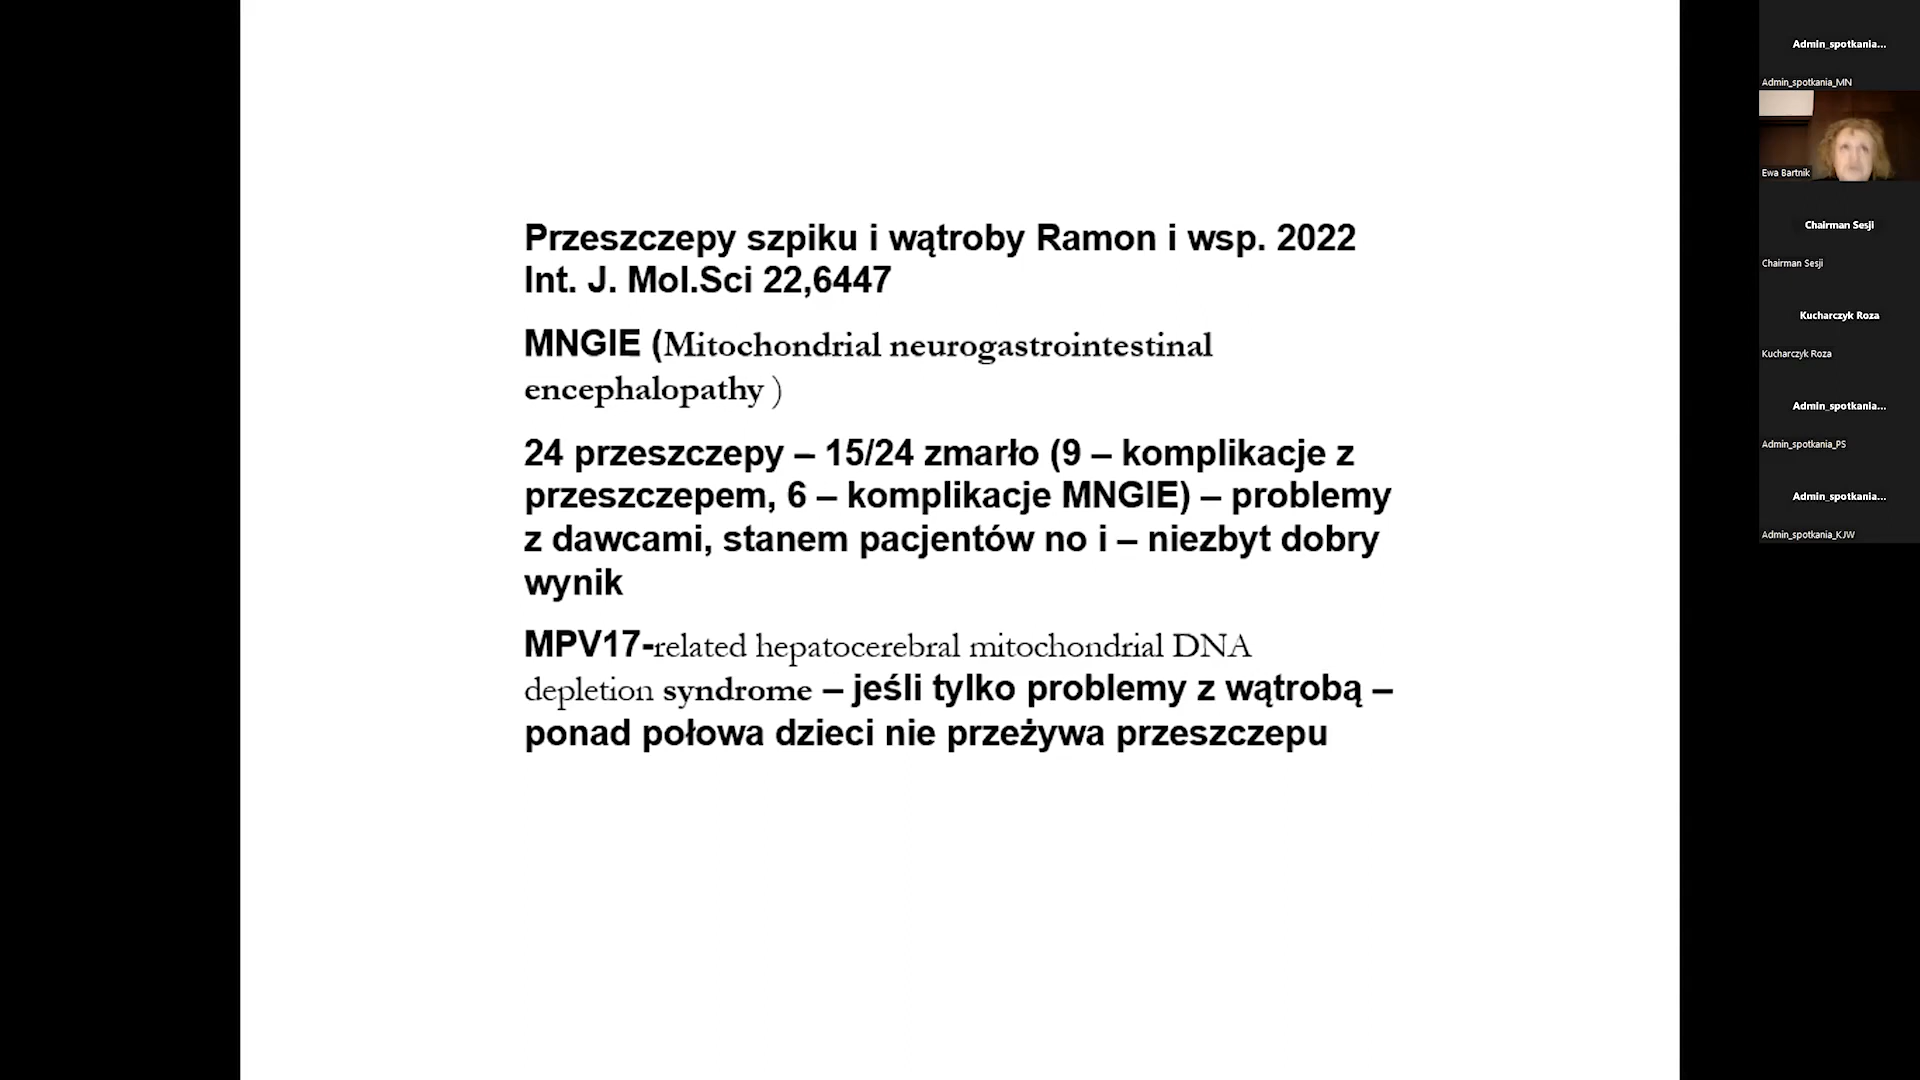 Przeszczepy szpiku i wątroby Ramon i wsp. 2022
Int. J. Mol.Sci 22,6447
MNGIE (Mitochondrial neurogastrointestinal
encephalopathy )
24 przeszczepy – 15/24 zmarło (9 – komplikacje z
przeszczepem, 6 – komplikacje MNGIE) – problemy
z dawcami, stanem pacjentów no i – niezbyt dobry
wynik
MPV17-related hepatocerebral mitochondrial DNA
depletion syndrome – jeśli tylko problemy z wątrobą –
ponad połowa dzieci nie przeżywa przeszczepu
Admin_spotkania...
Admin_spotkania_MN
Ewa Bartnik
Chairman Sesji
Chairman Sesji
Kucharczyk Roza
Kucharczyk Roza
Admin_spotkania...
Admin_spotkania_PS
Admin_spotkania...
Admin_spotkania_KJW